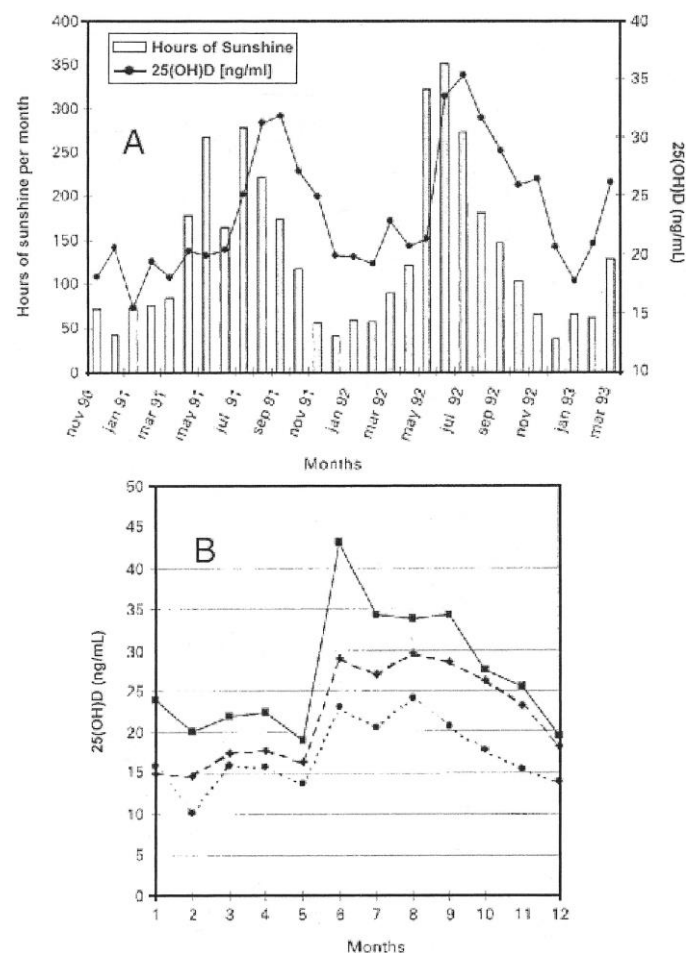 400
350
300
250
200
150
100
50
0
Hours of sunshine per month
Hours of Sunshine
25(OH)D [ng/ml]
A
40
35
30
25
20
15
10
25(OH)D (ng/mL)
nov 90
jan 91
mar 91
may 91
jul 91
sep 91
nov 91
jan 92
mar 92
may 92
jul 92
sep 92
nov 92
jan 93
mar 93
Months
50
45
40
35
30
25
20
15
10
5
0
25(OH)D (ng/mL)
B
1 2 3 4 5 6 7 8 9 10 11 12
Months